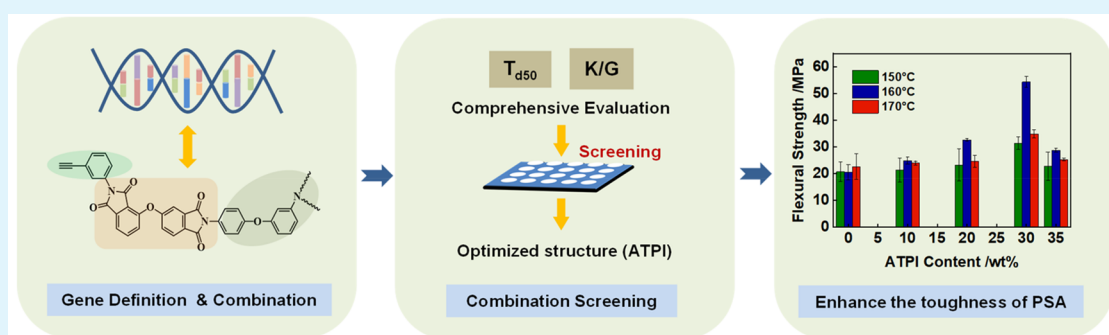 O
N
O
O
O
N
O
O
N
Gene Definition & Combination
Td50
K/G
Comprehensive Evaluation
Screening
Optimized structure (ATPI)
Combination Screening
Flexural Strength /MPa
60
50
40
30
20
10
0
150°C
160°C
170°C
0 5 10 15 20 25 30 35
ATPI Content /wt%
Enhance the toughness of PSA